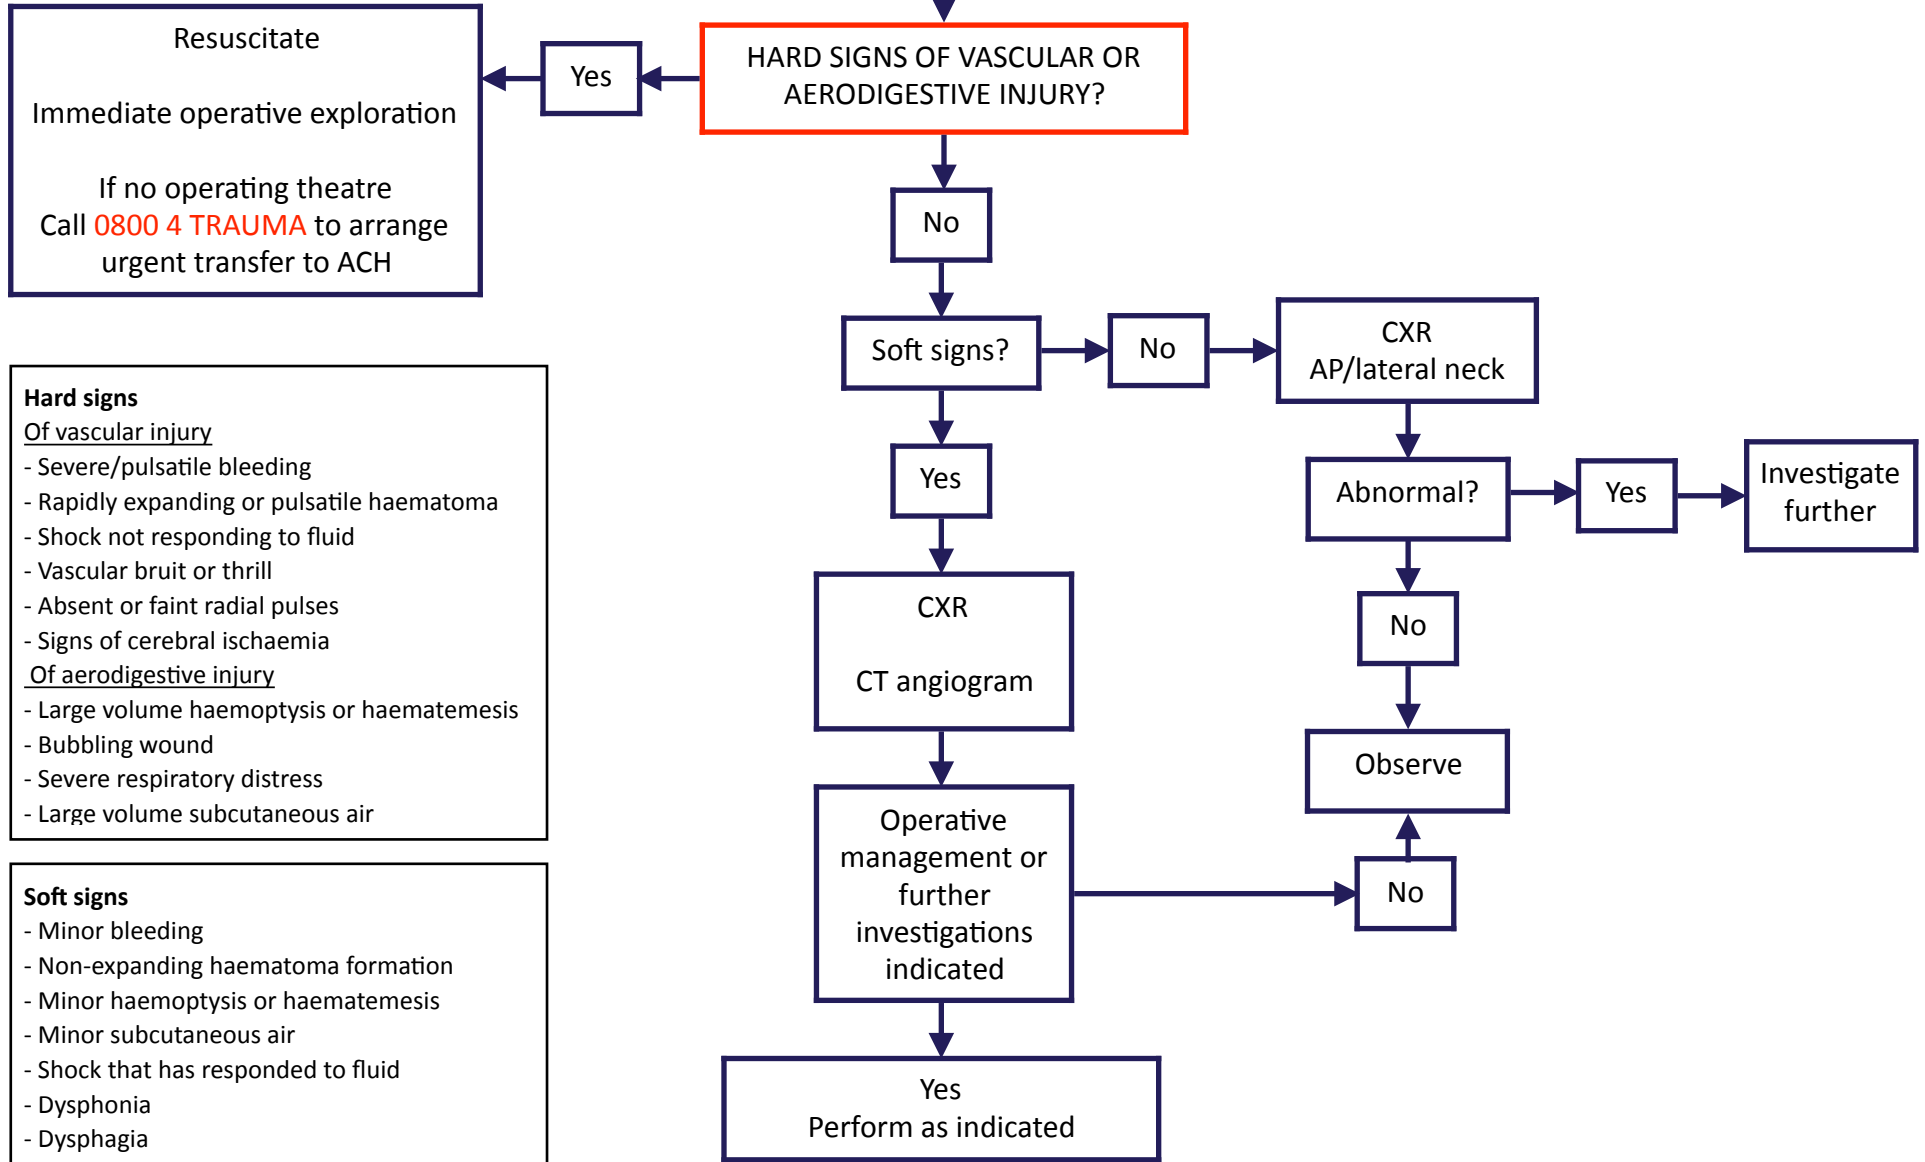 Resuscitate
Immediate operative exploration
If no operating theatre
Call 0800 4 TRAUMA to arrange
urgent transfer to ACH
Yes
HARD SIGNS OF VASCULAR OR
AERODIGESTIVE INJURY?
No
Soft signs?
No
CXR
AP/lateral neck
Yes
Abnormal?
Yes
Investigate
further
No
CXR
CT angiogram
Observe
Operative
management or
further
investigations
indicated
No
Yes
Perform as indicated
Hard signs
Of vascular injury
- Severe/pulsatile bleeding
- Rapidly expanding or pulsatile haematoma
- Shock not responding to fluid
- Vascular bruit or thrill
- Absent or faint radial pulses
- Signs of cerebral ischaemia
Of aerodigestive injury
- Large volume haemoptysis or haematemesis
- Bubbling wound
- Severe respiratory distress
- Large volume subcutaneous air
Soft signs
- Minor bleeding
- Non-expanding haematoma formation
- Minor haemoptysis or haematemesis
- Minor subcutaneous air
- Shock that has responded to fluid
- Dysphonia
- Dysphagia